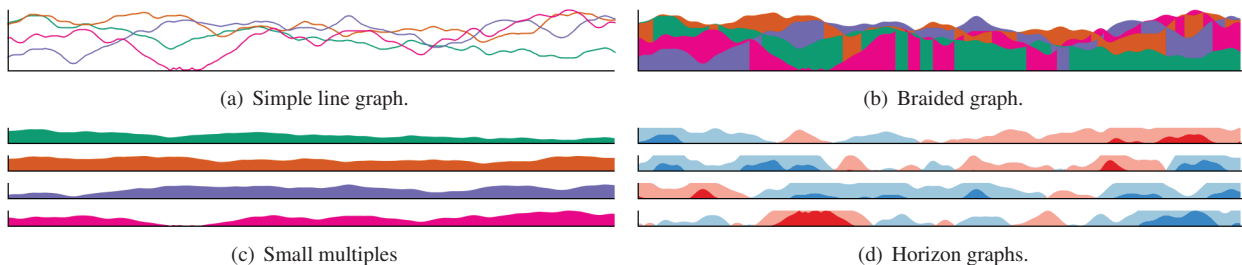 (a) Simple line graph.
(b) Braided graph.
(c) Small multiples
(d) Horizon graphs.